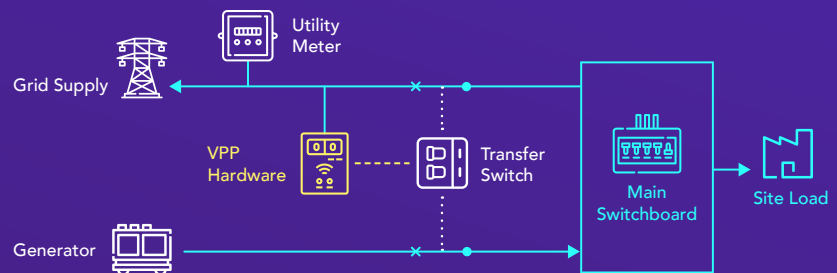 Utility
Meter
Grid Supply
VPP
Hardware
Transfer
Switch
Main
Switchboard
Site Load
Generator